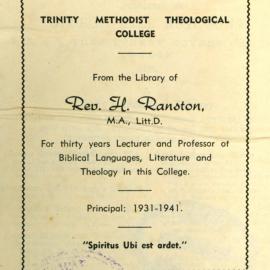 TRINITY METHODIST THEOLOGICAL
COLLEGE
From the Library of
Rev. H. Ranston,
M.A., Litt.D.
For thirty years Lecturer and Professor of
Biblical Languages, Literature and
Theology in this College.
Principal: 1931-1941.
"Spiritus Ubi est ardet."